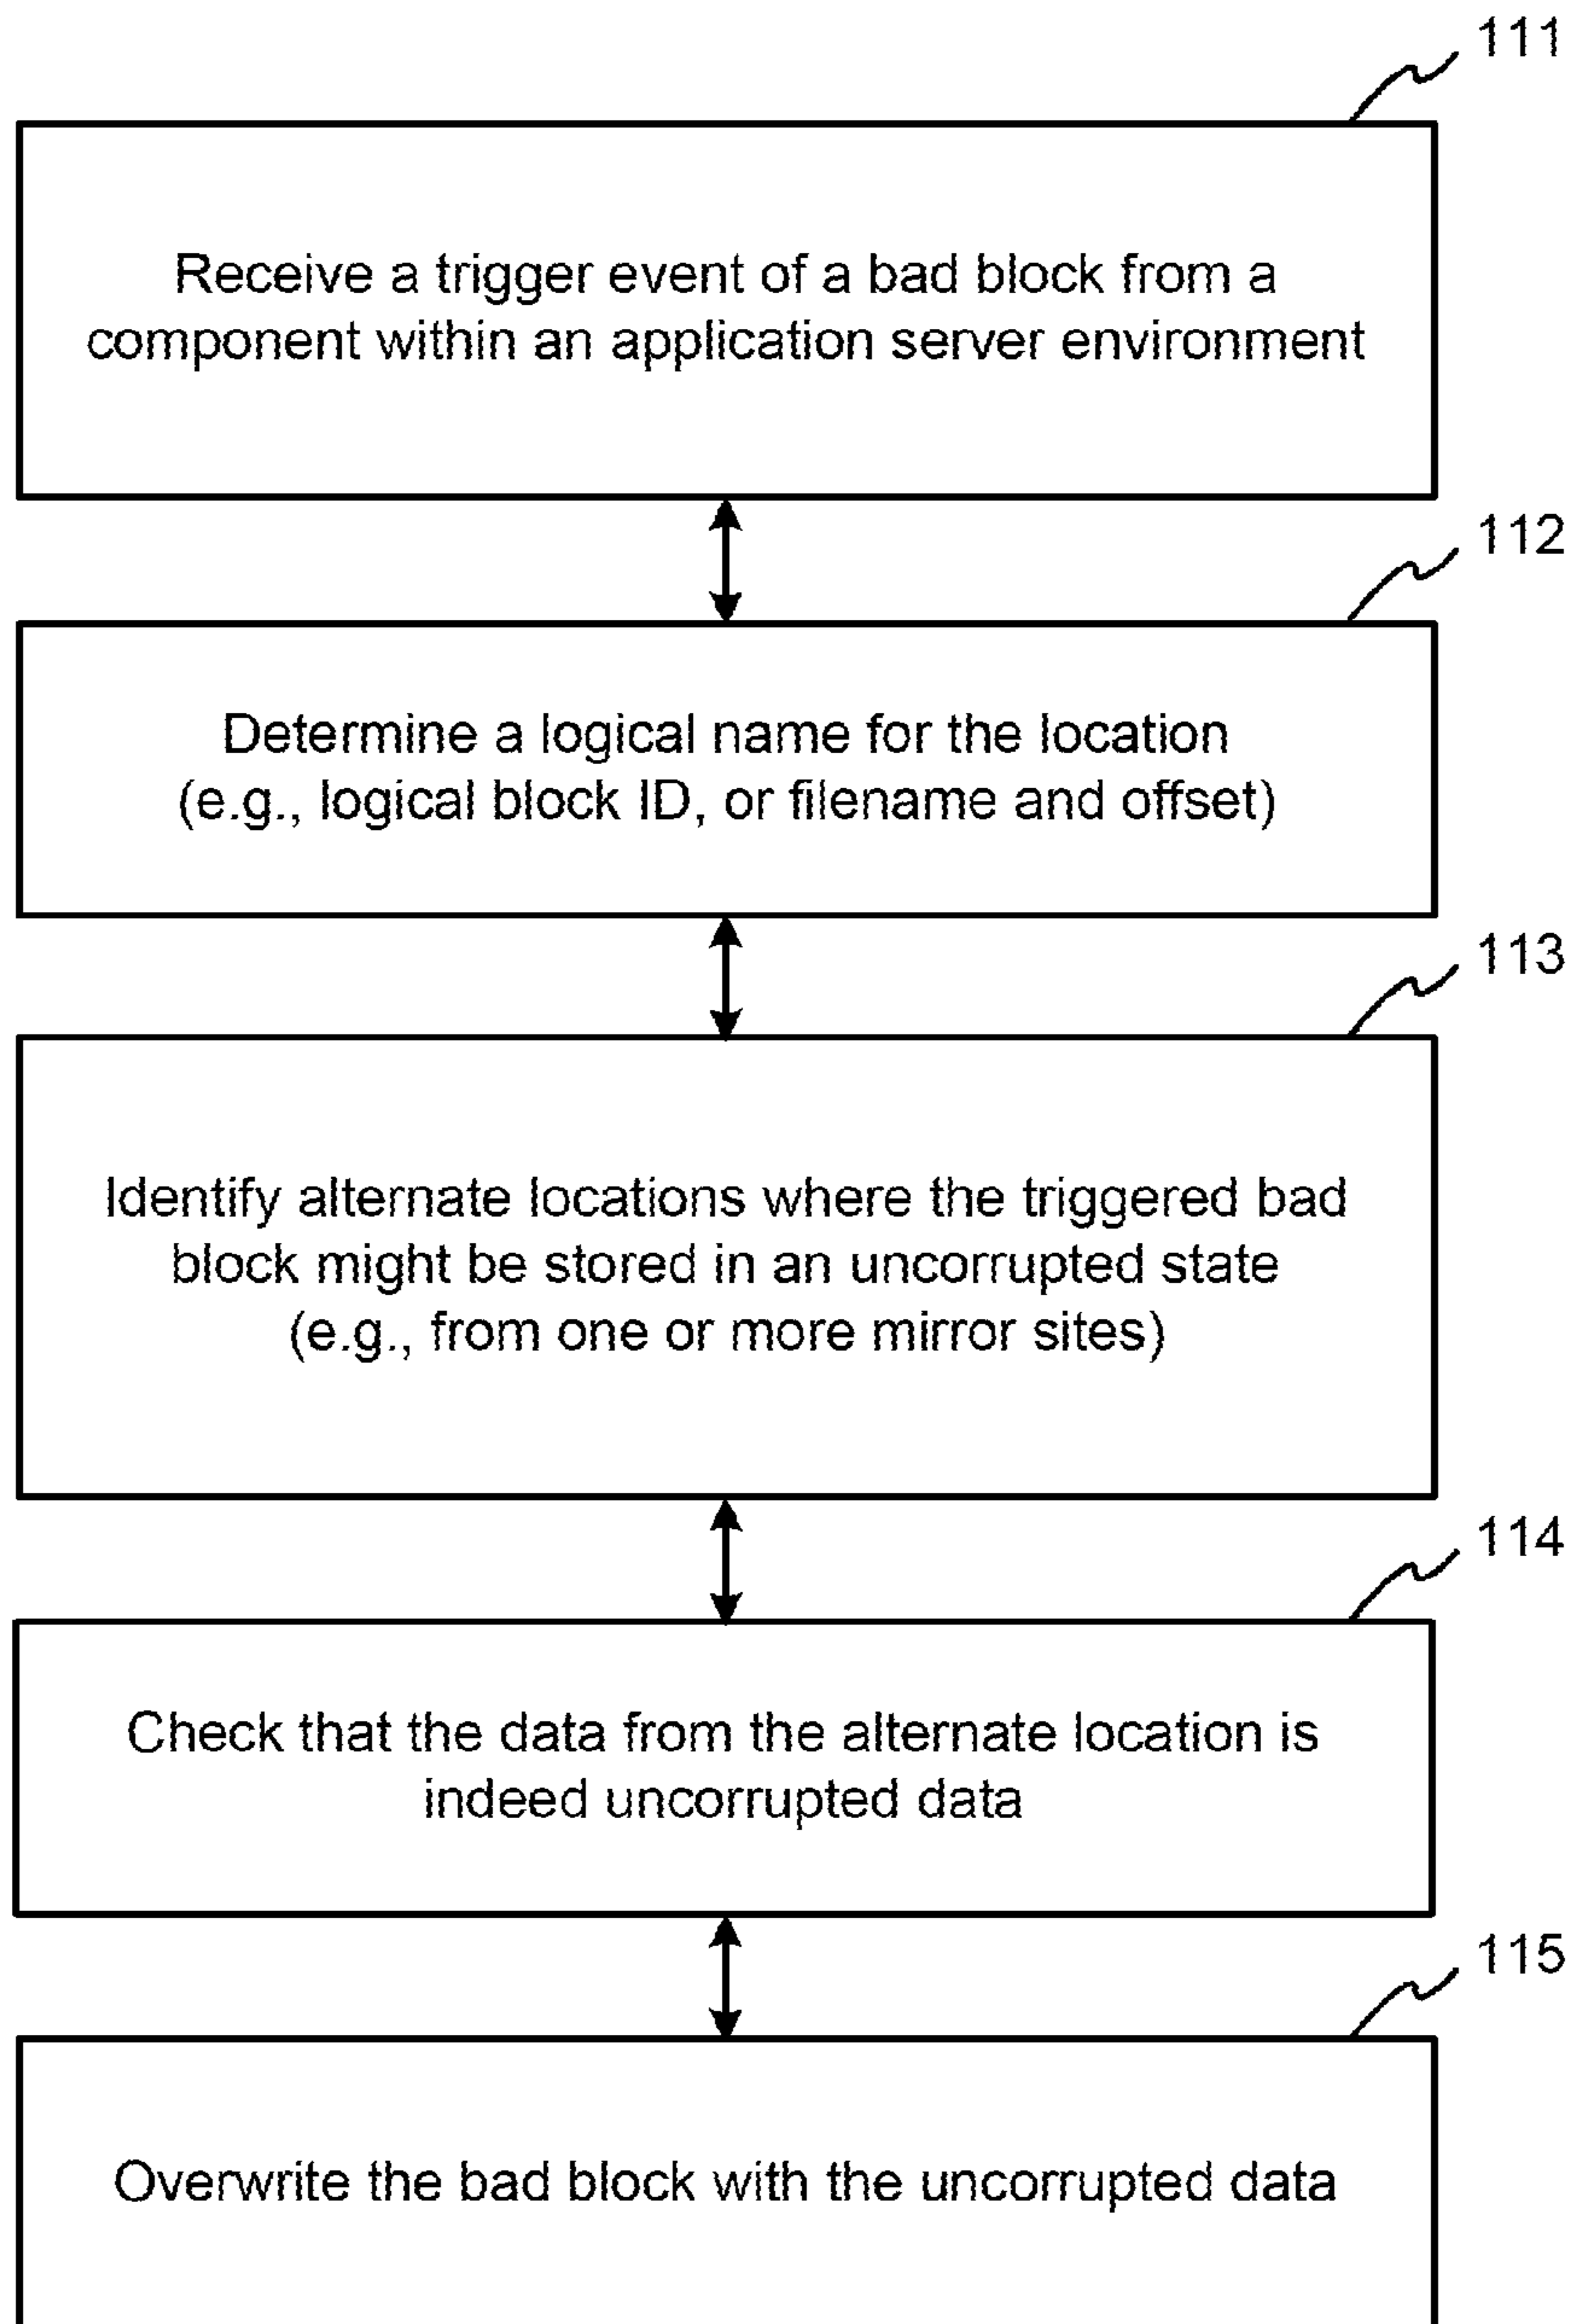 111
Receive a trigger event of a bad block from a
component within an application server environment
112
Determine a logical name for the location
(e.g., logical block ID, or filename and offset)
113
Identify alternate locations where the triggered bad
block might be stored in an uncorrupted state
(e.g., from one or more mirror sites)
114
Check that the data from the alternate location is
indeed uncorrupted data
115
Overwrite the bad block with the uncorrupted data